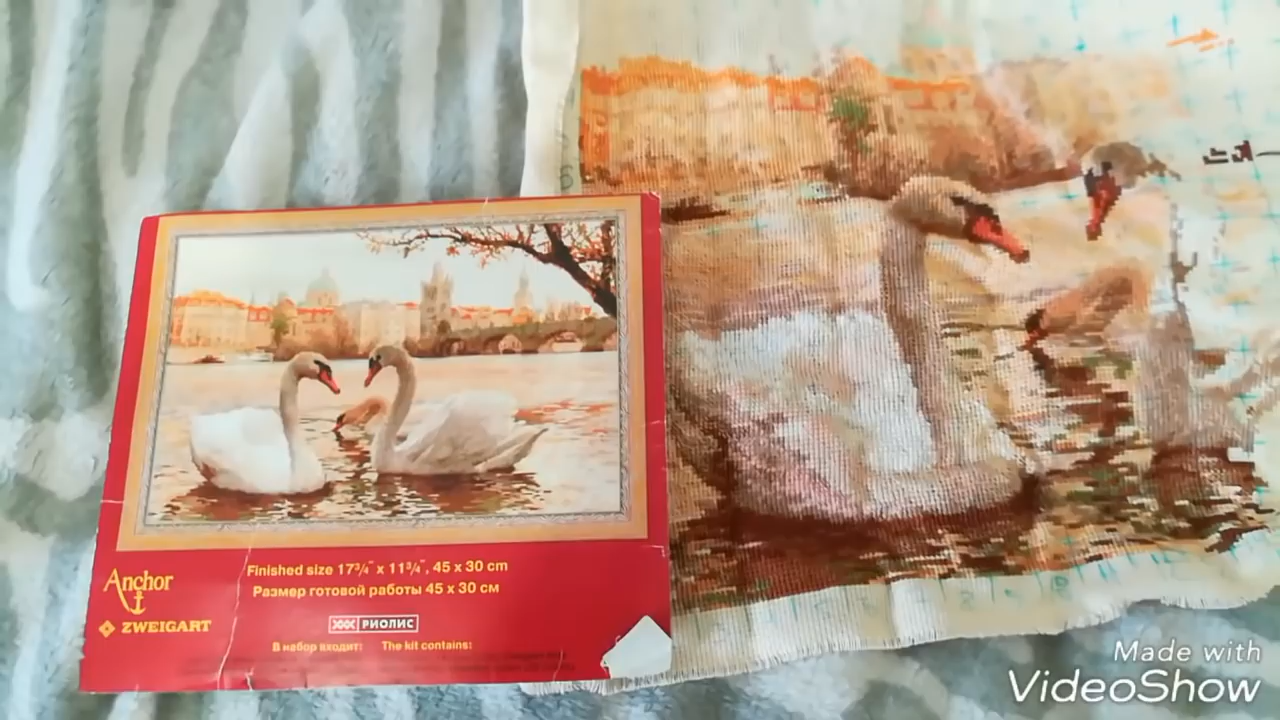 Finished size 17¾" x 11¾", 45 x 30 cm
Размер готовой работы 45 x 30 см
Anchor
ZWEIGART
РИОЛИС
В набор входит: The kit contains:
Made with
VideoShow